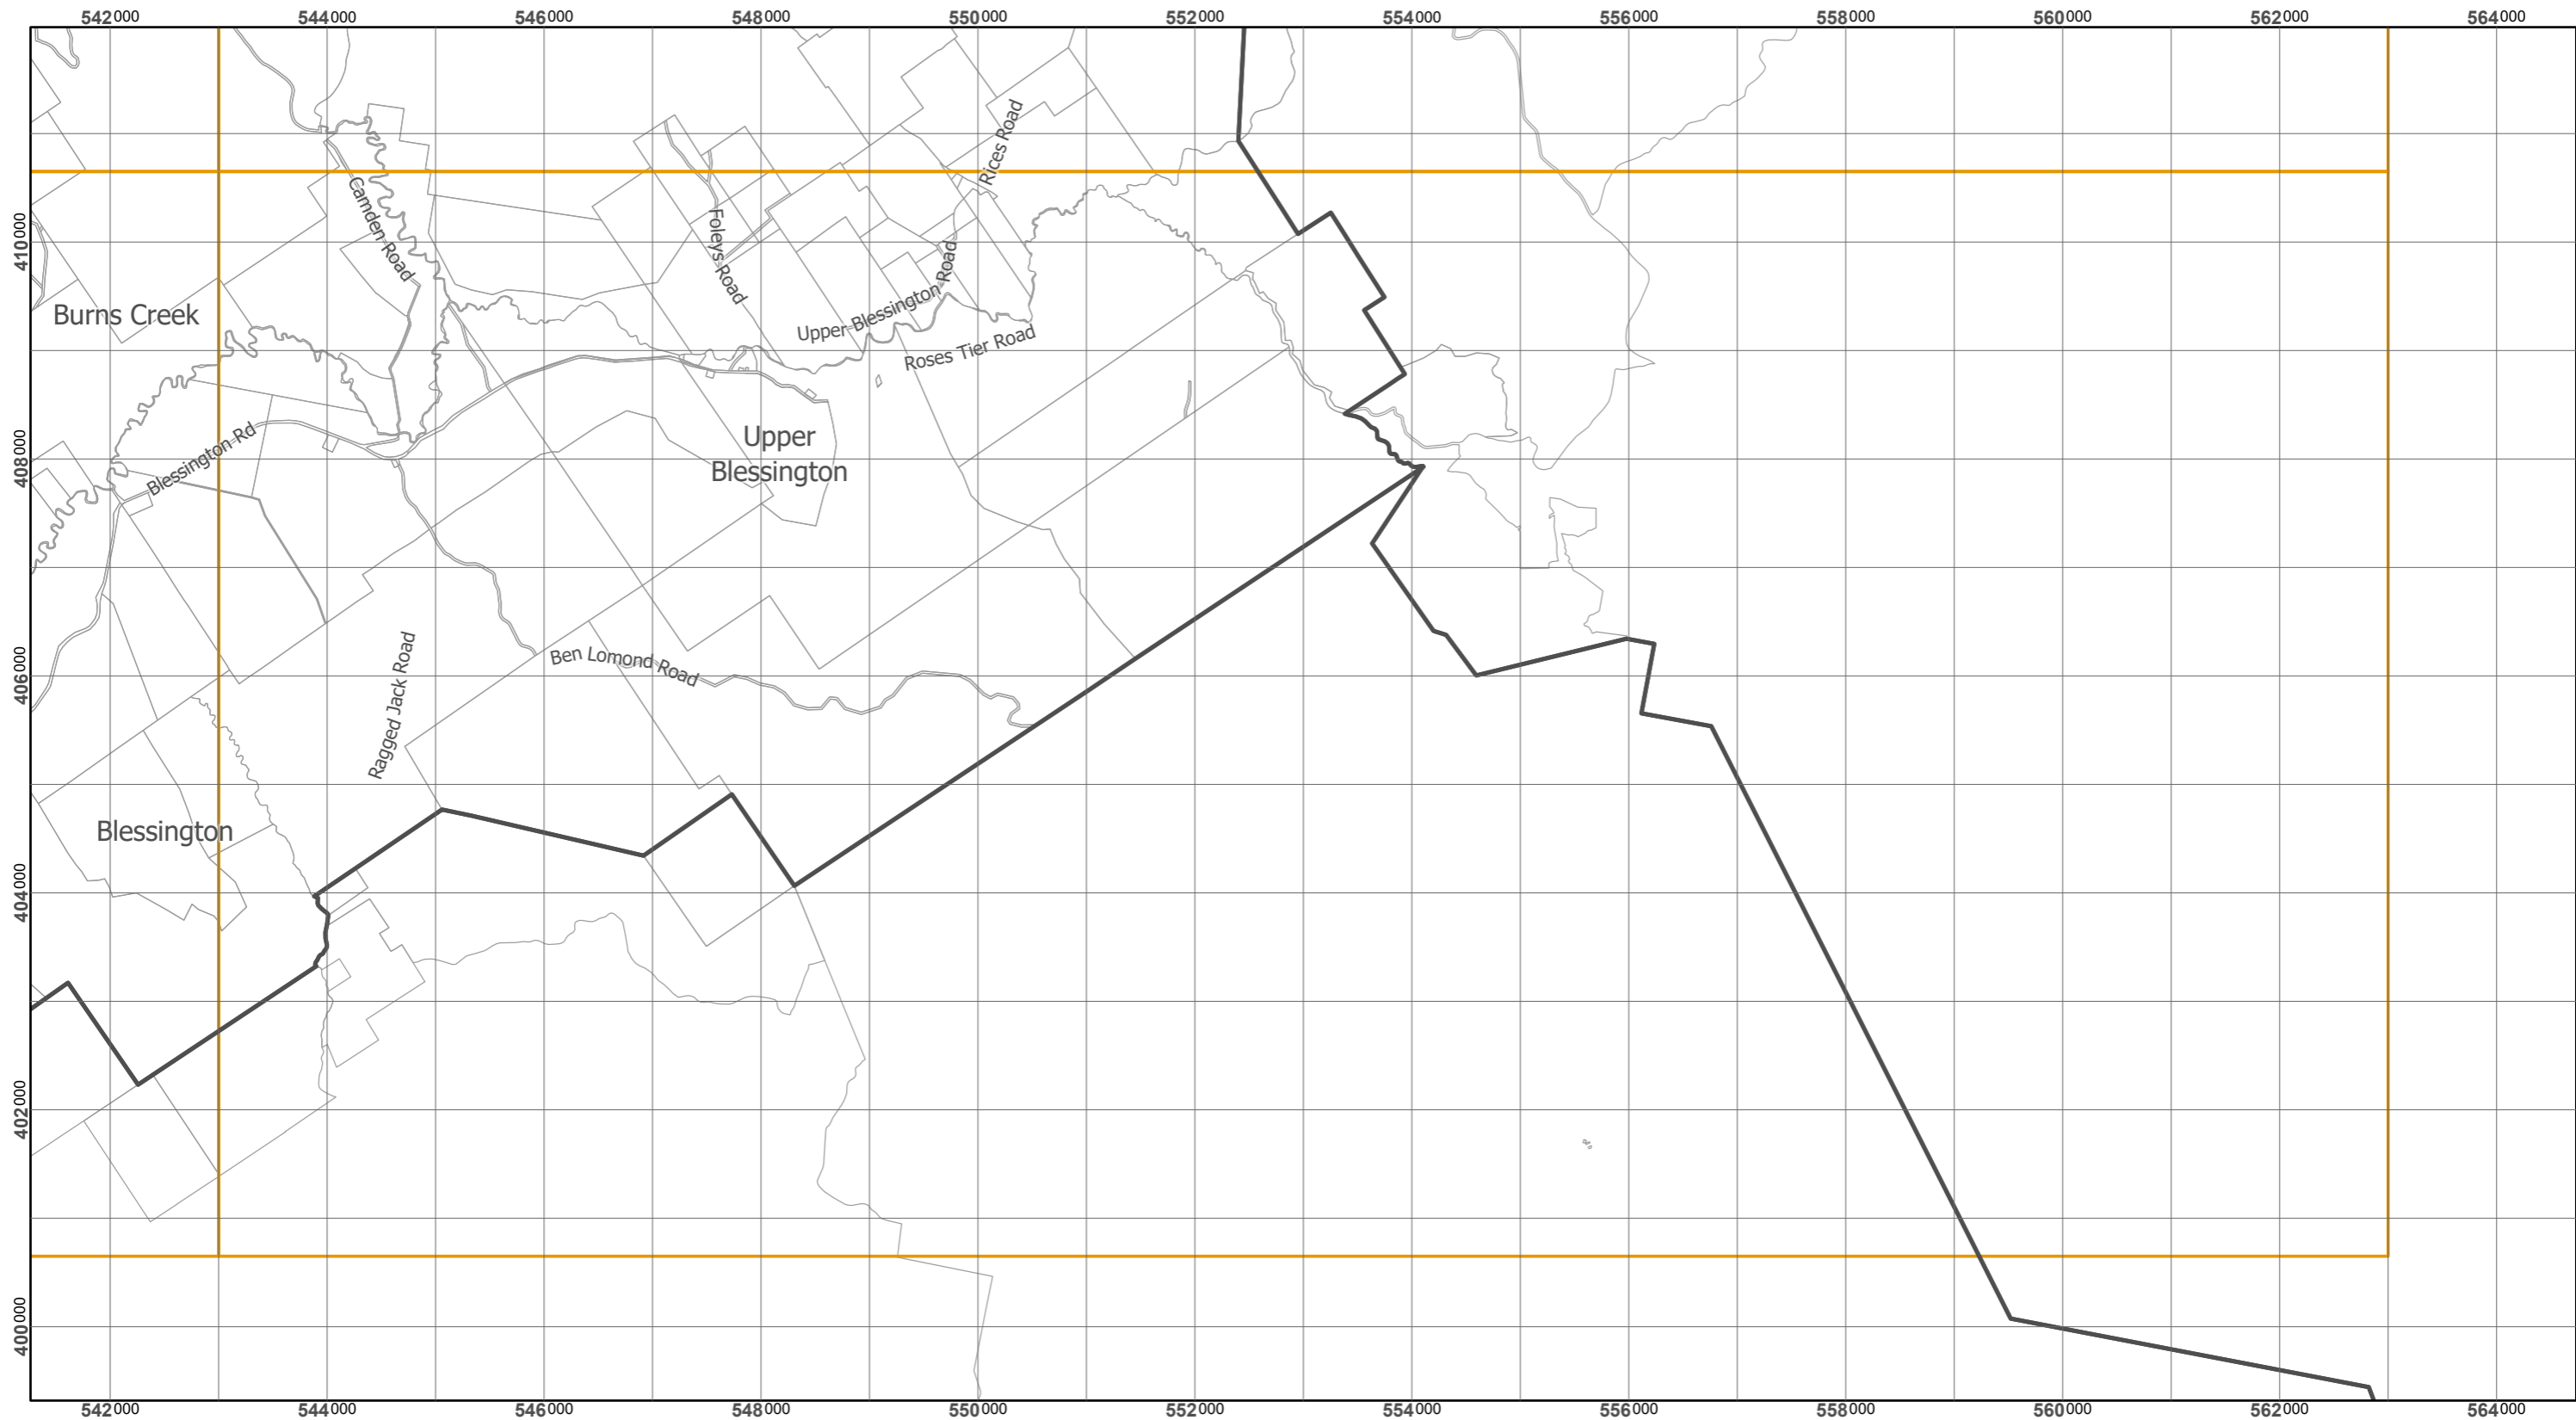 542000 544000 546000 548000 550000 552000 554000 556000 558000 560000 562000 564000
Rices Road
Camden Road
Foleys Road
410000
Burns Creek
Upper Blessington Road
Roses Tier Road
Blessington Rd
408000
Upper
Blessington
Ben Lomond Road
406000
Ragged Jack Road
Blessington
404000
402000
400000
542000 544000 546000 548000 550000 552000 554000 556000 558000 560000 562000 564000